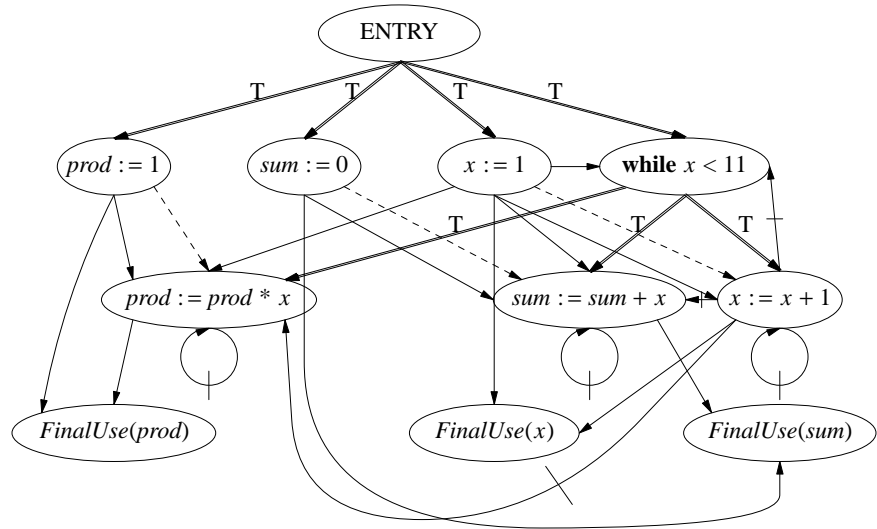 ENTRY
T T T T
prod := 1 sum := 0 x := 1 while x < 11
T T T
prod := prod * x sum := sum + x x := x + 1
FinalUse(prod) FinalUse(x) FinalUse(sum)